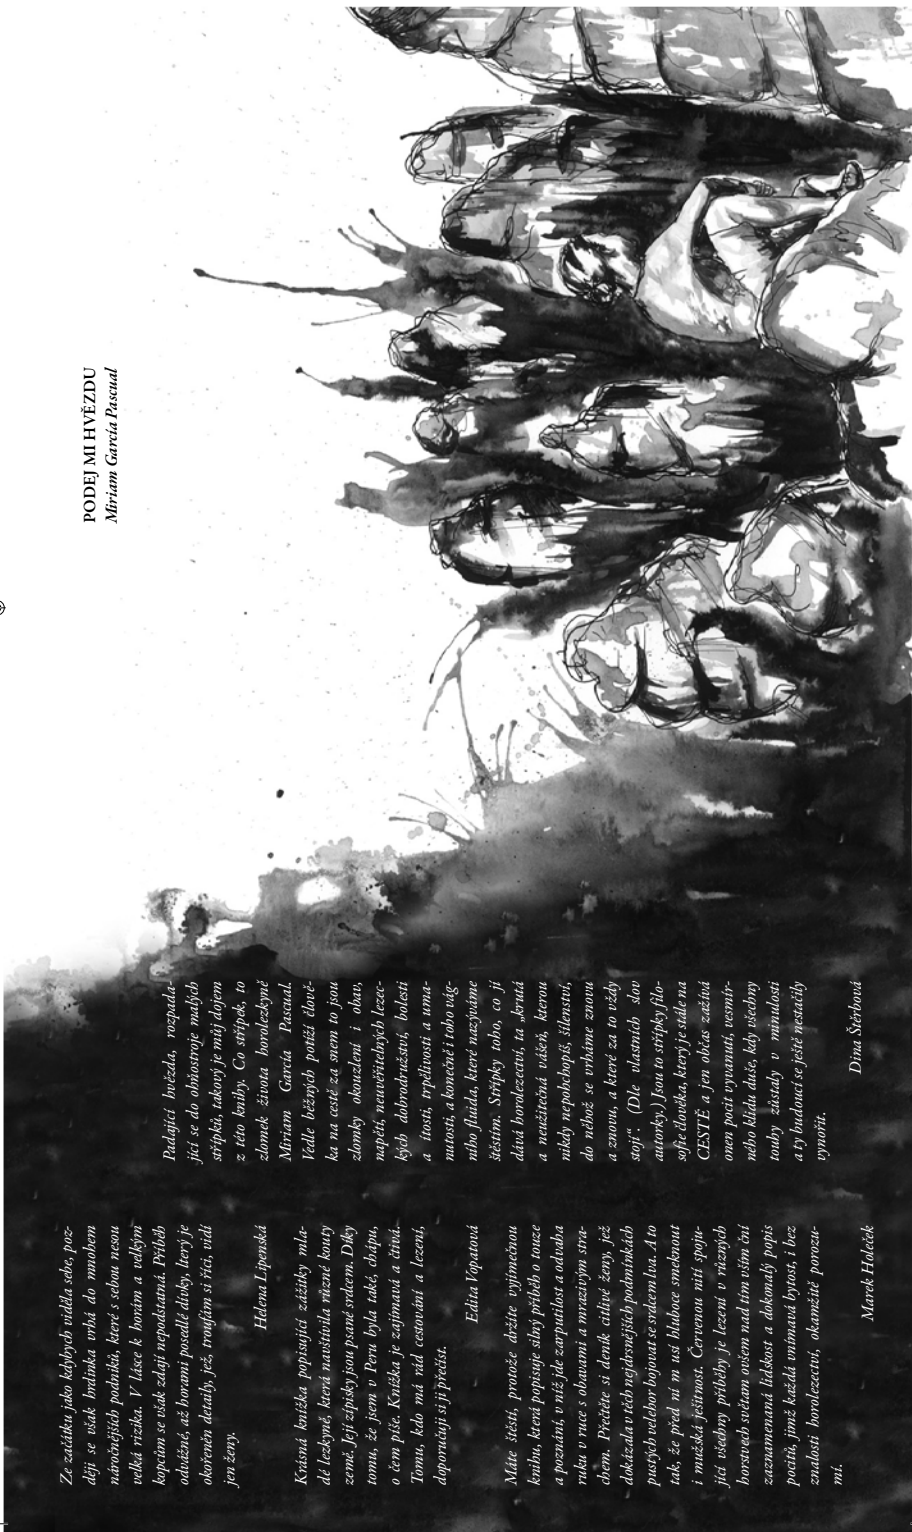 PODEJ MI HVĚZDU
Miriam García Pascual
Ze začátku jako kdybych viděla sebe, poz-
ději se však hrdinka vrhá do mnohem
náročnějších podniků, které s sebou nesou
velká rizika. V lásce k horám a velkým
kopcům se však zdají nepodstatná. Příběh
odvážné, až horami posedlé dívky, který je
okořeněn detaily jež, troufám si říci, vidí
jen ženy.
Helena Lipenská
Krásná knížka popisující zážitky mla-
dé lezkyně, která navštívila různé kouty
země. Její zápisky jsou psané srdcem. Díky
tomu, že jsem v Peru byla také, chápu,
o čem píše. Knížka je zajímavá a čtivá.
Tomu, kdo má rád cestování a lezení,
doporučuji si ji přečíst.
Edita Vopatová
Máte štěstí, protože držíte výjimečnou
knihu, která popisuje silný příběh o touze
a poznání, v níž jde zarputilost a odvaha
ruku v ruce s obavami a mrazivým stra-
chem. Přečtěte si deník citlivé ženy, jež
dokázala v těch nejděsnějších podmínkách
pustých velehor bojovat se srdcem lva. A to
tak, že před ní musí hluboce smeknout
i mužská ješitnost. Červenou nití spoju-
jící všechny příběhy je lezení v různých
horstvech světa, ovšem nad tím vším ční
zaznamenaná lidskost a dokonalý popis
pocitů, jimž každá vnímavá bytost, i bez
znalosti horolezectví, okamžitě porozu-
mí.
Marek Holeček
Padající hvězda, rozpada-
jící se do ohňostroje malých
střípků, takový je můj dojem
z této knihy. Co střípek, to
zlomek života horolezkyně
Miriam García Pascual.
Vedle běžných potíží člově-
ka na cestě za snem to jsou
zlomky okouzlení i obav,
napětí, neuvěřitelných lezec-
kých dobrodružství, bolesti
a ítosti, trpělivosti a una-
nutosti, a konečně i toho vág-
ního fluida, které nazýváme
štěstím. Střípky toho, co jí
dává horolezectví, ta „krutá
a neužitečná vášeň, kterou
nikdy nepochopíš, šílenství,
do něhož se vrháme znovu
a znovu, a které za to vždy
stojí“. (Dle vlastních slov
autorky.) Jsou to střípky filo-
sofie člověka, který je stále na
CESTĚ a jen občas zažívá
onen pocit vyvanutí, vesmír-
ného klidu duše, kdy všechny
touhy zůstaly v minulosti
a ty budoucí se ještě nestačily
vynořit.
Dina Štěrbová